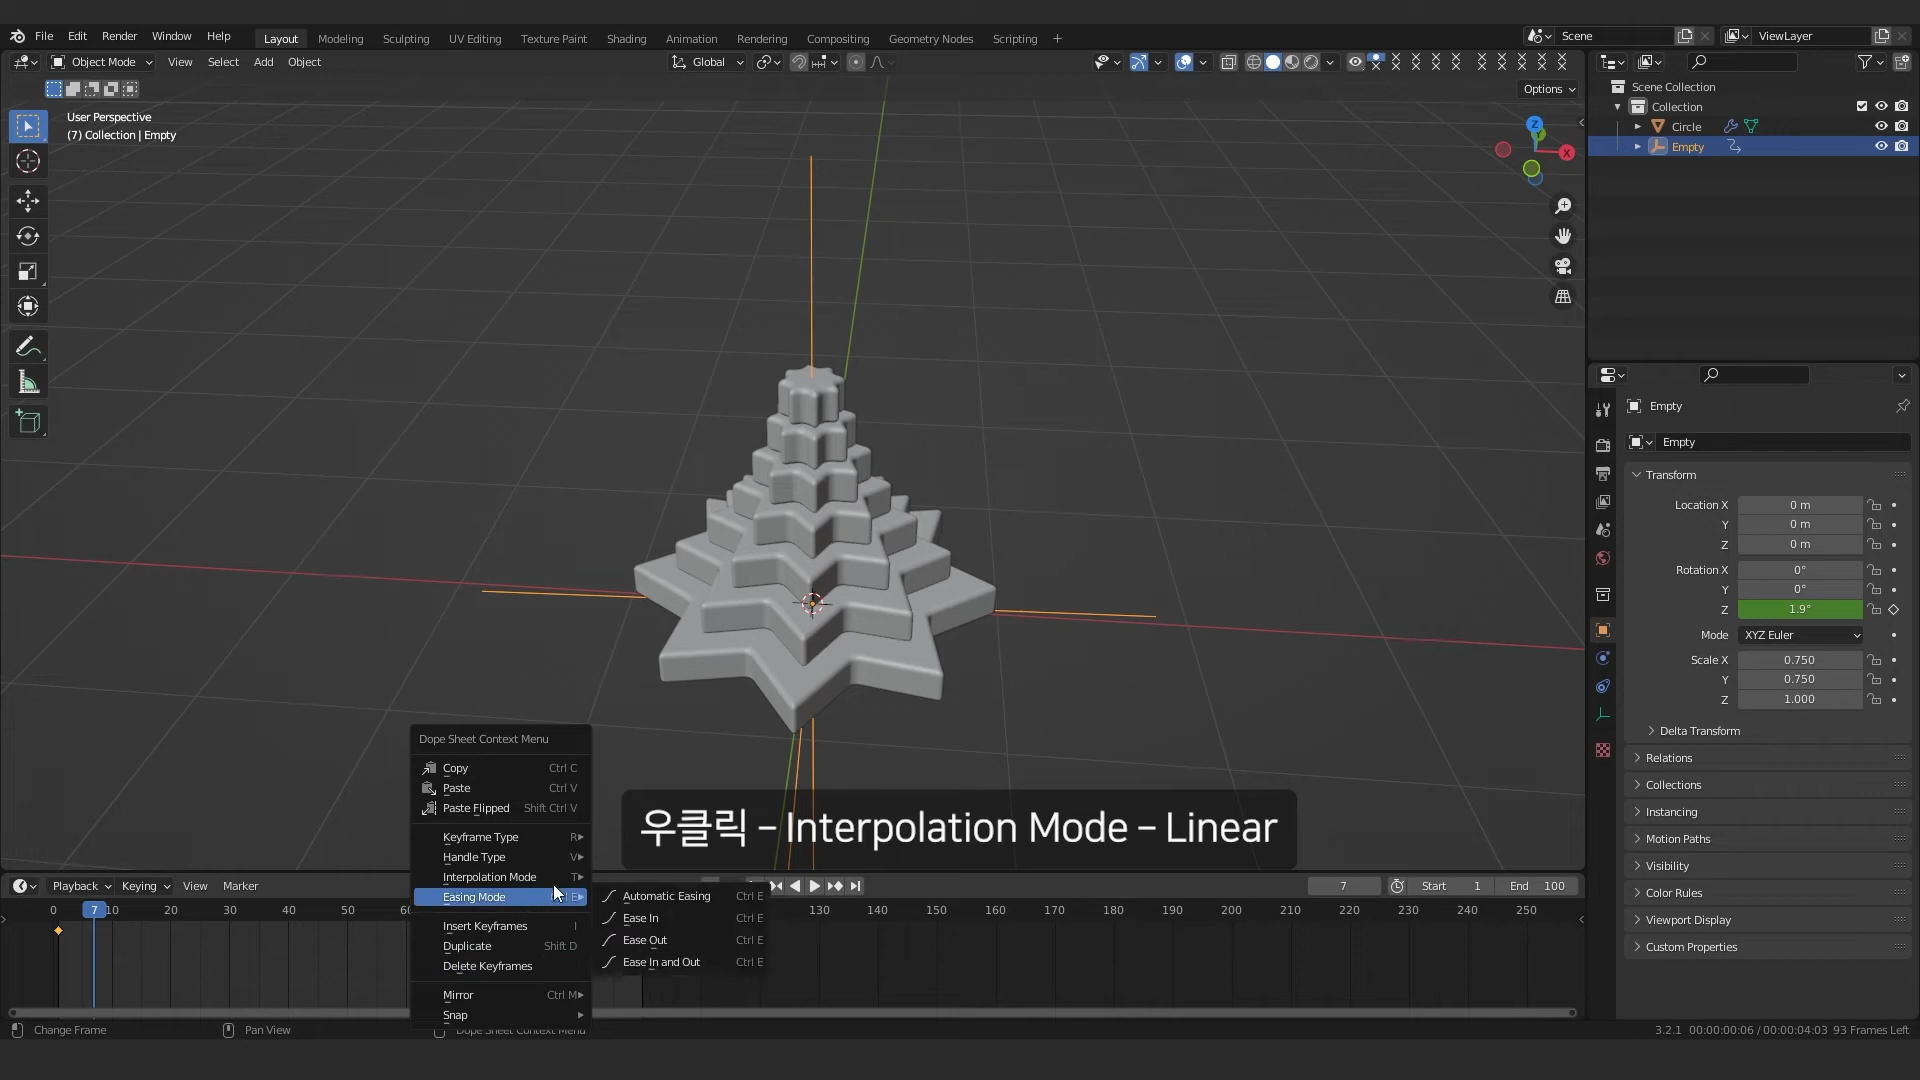 File Edit Render Window Help
Layout Modeling Sculpting UV Editing Texture Paint Shading Animation Rendering Compositing Geometry Nodes Scripting +
Scene
ViewLayer
Object Mode View Select Add Object
Global
Options
User Perspective
(7) Collection | Empty
Z
X
Scene Collection
Collection
Circle
Empty
Empty
Empty
Transform
Location X 0 m
Y 0 m
Z 0 m
Rotation X 0°
Y 0°
Z 1.9°
Mode XYZ Euler
Scale X 0.750
Y 0.750
Z 1.000
Delta Transform
Relations
Collections
Instancing
Motion Paths
Visibility
Color Rules
Viewport Display
Custom Properties
Dope Sheet Context Menu
Copy Ctrl C
Paste Ctrl V
Paste Flipped Shift Ctrl V
Keyframe Type R
Handle Type V
Interpolation Mode T
Easing Mode
Insert Keyframes I
Duplicate Shift D
Delete Keyframes
Mirror Ctrl M
Snap
Automatic Easing Ctrl E
Ease In Ctrl E
Ease Out Ctrl E
Ease In and Out Ctrl E
우클릭 – Interpolation Mode – Linear
Playback Keying View Marker
7 Start 1 End 100
0 7 10 20 30 40 50 130 140 150 160 170 180 190 200 210 220 230 240 250
Change Frame Pan View Dope Sheet Context Menu
3.2.1 00:00:00:06 / 00:00:04:03 93 Frames Left